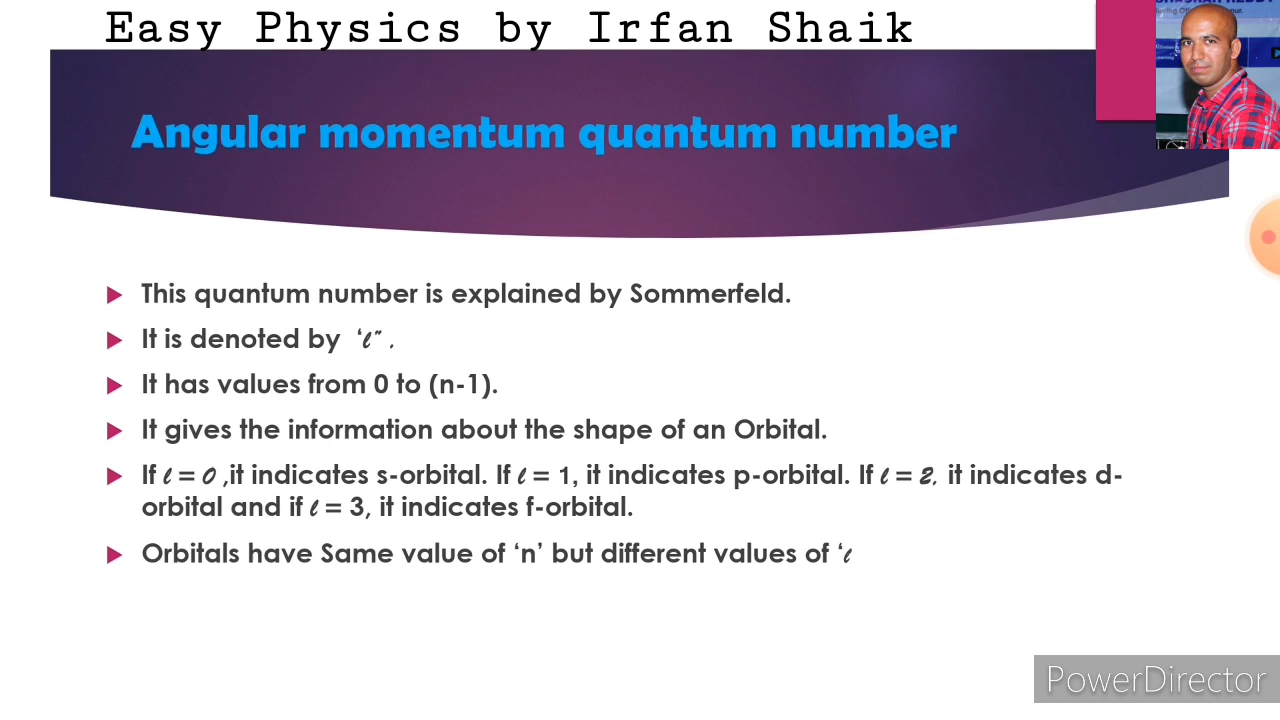 Easy Physics by Irfan Shaik
Angular momentum quantum number
This quantum number is explained by Sommerfeld.
It is denoted by ‘l” .
It has values from 0 to (n-1).
It gives the information about the shape of an Orbital.
If l = 0 ,it indicates s-orbital. If l = 1, it indicates p-orbital. If l = 2, it indicates d-
orbital and if l = 3, it indicates f-orbital.
Orbitals have Same value of ‘n’ but different values of ‘l
PowerDirector